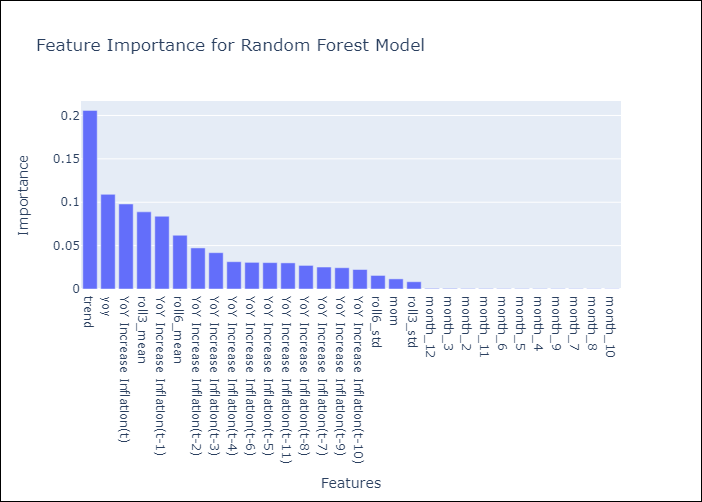 Feature Importance for Random Forest Model
Importance
0.2
0.15
0.1
0.05
0
trend
yoy
YoY Increase Inflation(t)
roll3_mean
YoY Increase Inflation(t-1)
roll6_mean
YoY Increase Inflation(t-2)
YoY Increase Inflation(t-3)
YoY Increase Inflation(t-4)
YoY Increase Inflation(t-6)
YoY Increase Inflation(t-5)
YoY Increase Inflation(t-11)
YoY Increase Inflation(t-8)
YoY Increase Inflation(t-7)
YoY Increase Inflation(t-9)
YoY Increase Inflation(t-10)
roll6_std
mom
roll3_std
month_12
month_3
month_2
month_11
month_6
month_5
month_4
month_9
month_7
month_8
month_10
Features